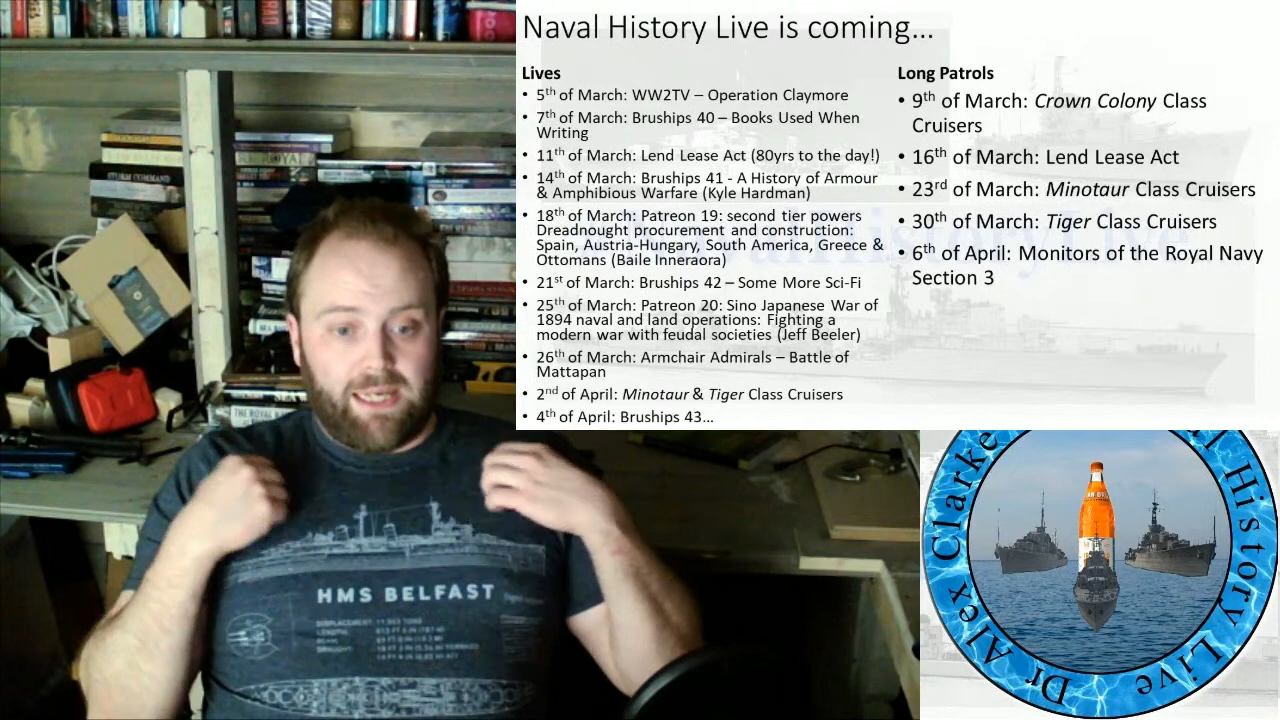 Naval History Live is coming…
Lives
• 5th of March: WW2TV – Operation Claymore
• 7th of March: Bruships 40 – Books Used When
Writing
• 11th of March: Lend Lease Act (80yrs to the day!)
• 14th of March: Bruships 41 - A History of Armour
& Amphibious Warfare (Kyle Hardman)
• 18th of March: Patreon 19: second tier powers
Dreadnought procurement and construction:
Spain, Austria-Hungary, South America, Greece &
Ottomans (Baile Inneraora)
• 21st of March: Bruships 42 – Some More Sci-Fi
• 25th of March: Patreon 20: Sino Japanese War of
1894 naval and land operations: Fighting a
modern war with feudal societies (Jeff Beeler)
• 26th of March: Armchair Admirals – Battle of
Mattapan
• 2nd of April: Minotaur & Tiger Class Cruisers
• 4th of April: Bruships 43…
Long Patrols
• 9th of March: Crown Colony Class
Cruisers
• 16th of March: Lend Lease Act
• 23rd of March: Minotaur Class Cruisers
• 30th of March: Tiger Class Cruisers
• 6th of April: Monitors of the Royal Navy
Section 3
STORM COMMAND
HMS BELFAST
Dr Alex Clarke
History Live